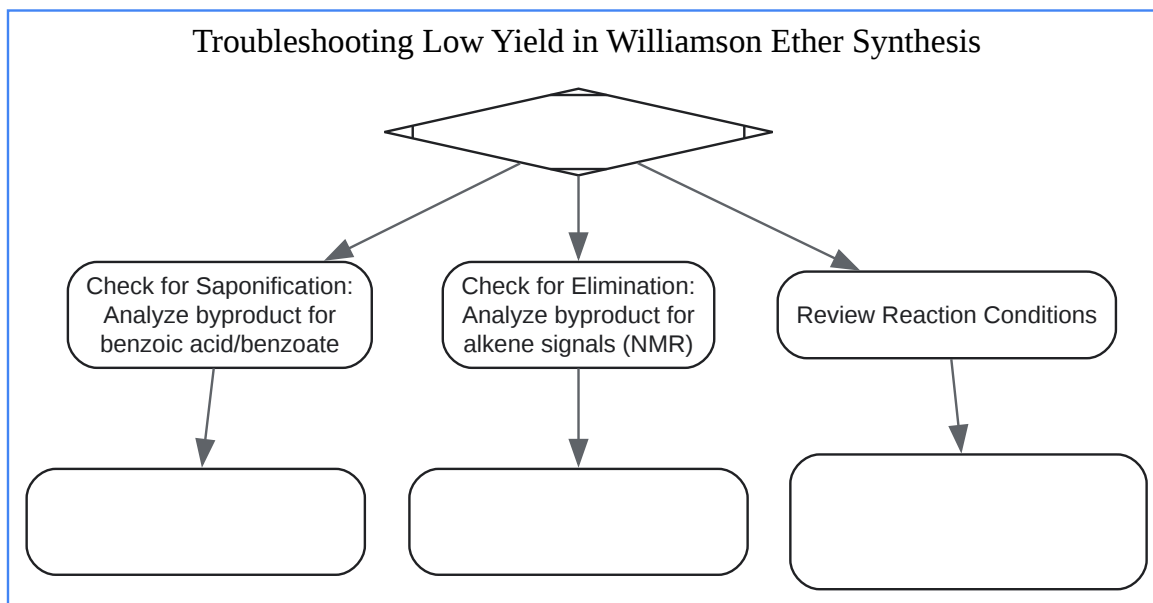 Troubleshooting Low Yield in Williamson Ether Synthesis
Check for Saponification:
Analyze byproduct for
benzoic acid/benzoate
Check for Elimination:
Analyze byproduct for
alkene signals (NMR)
Review Reaction Conditions